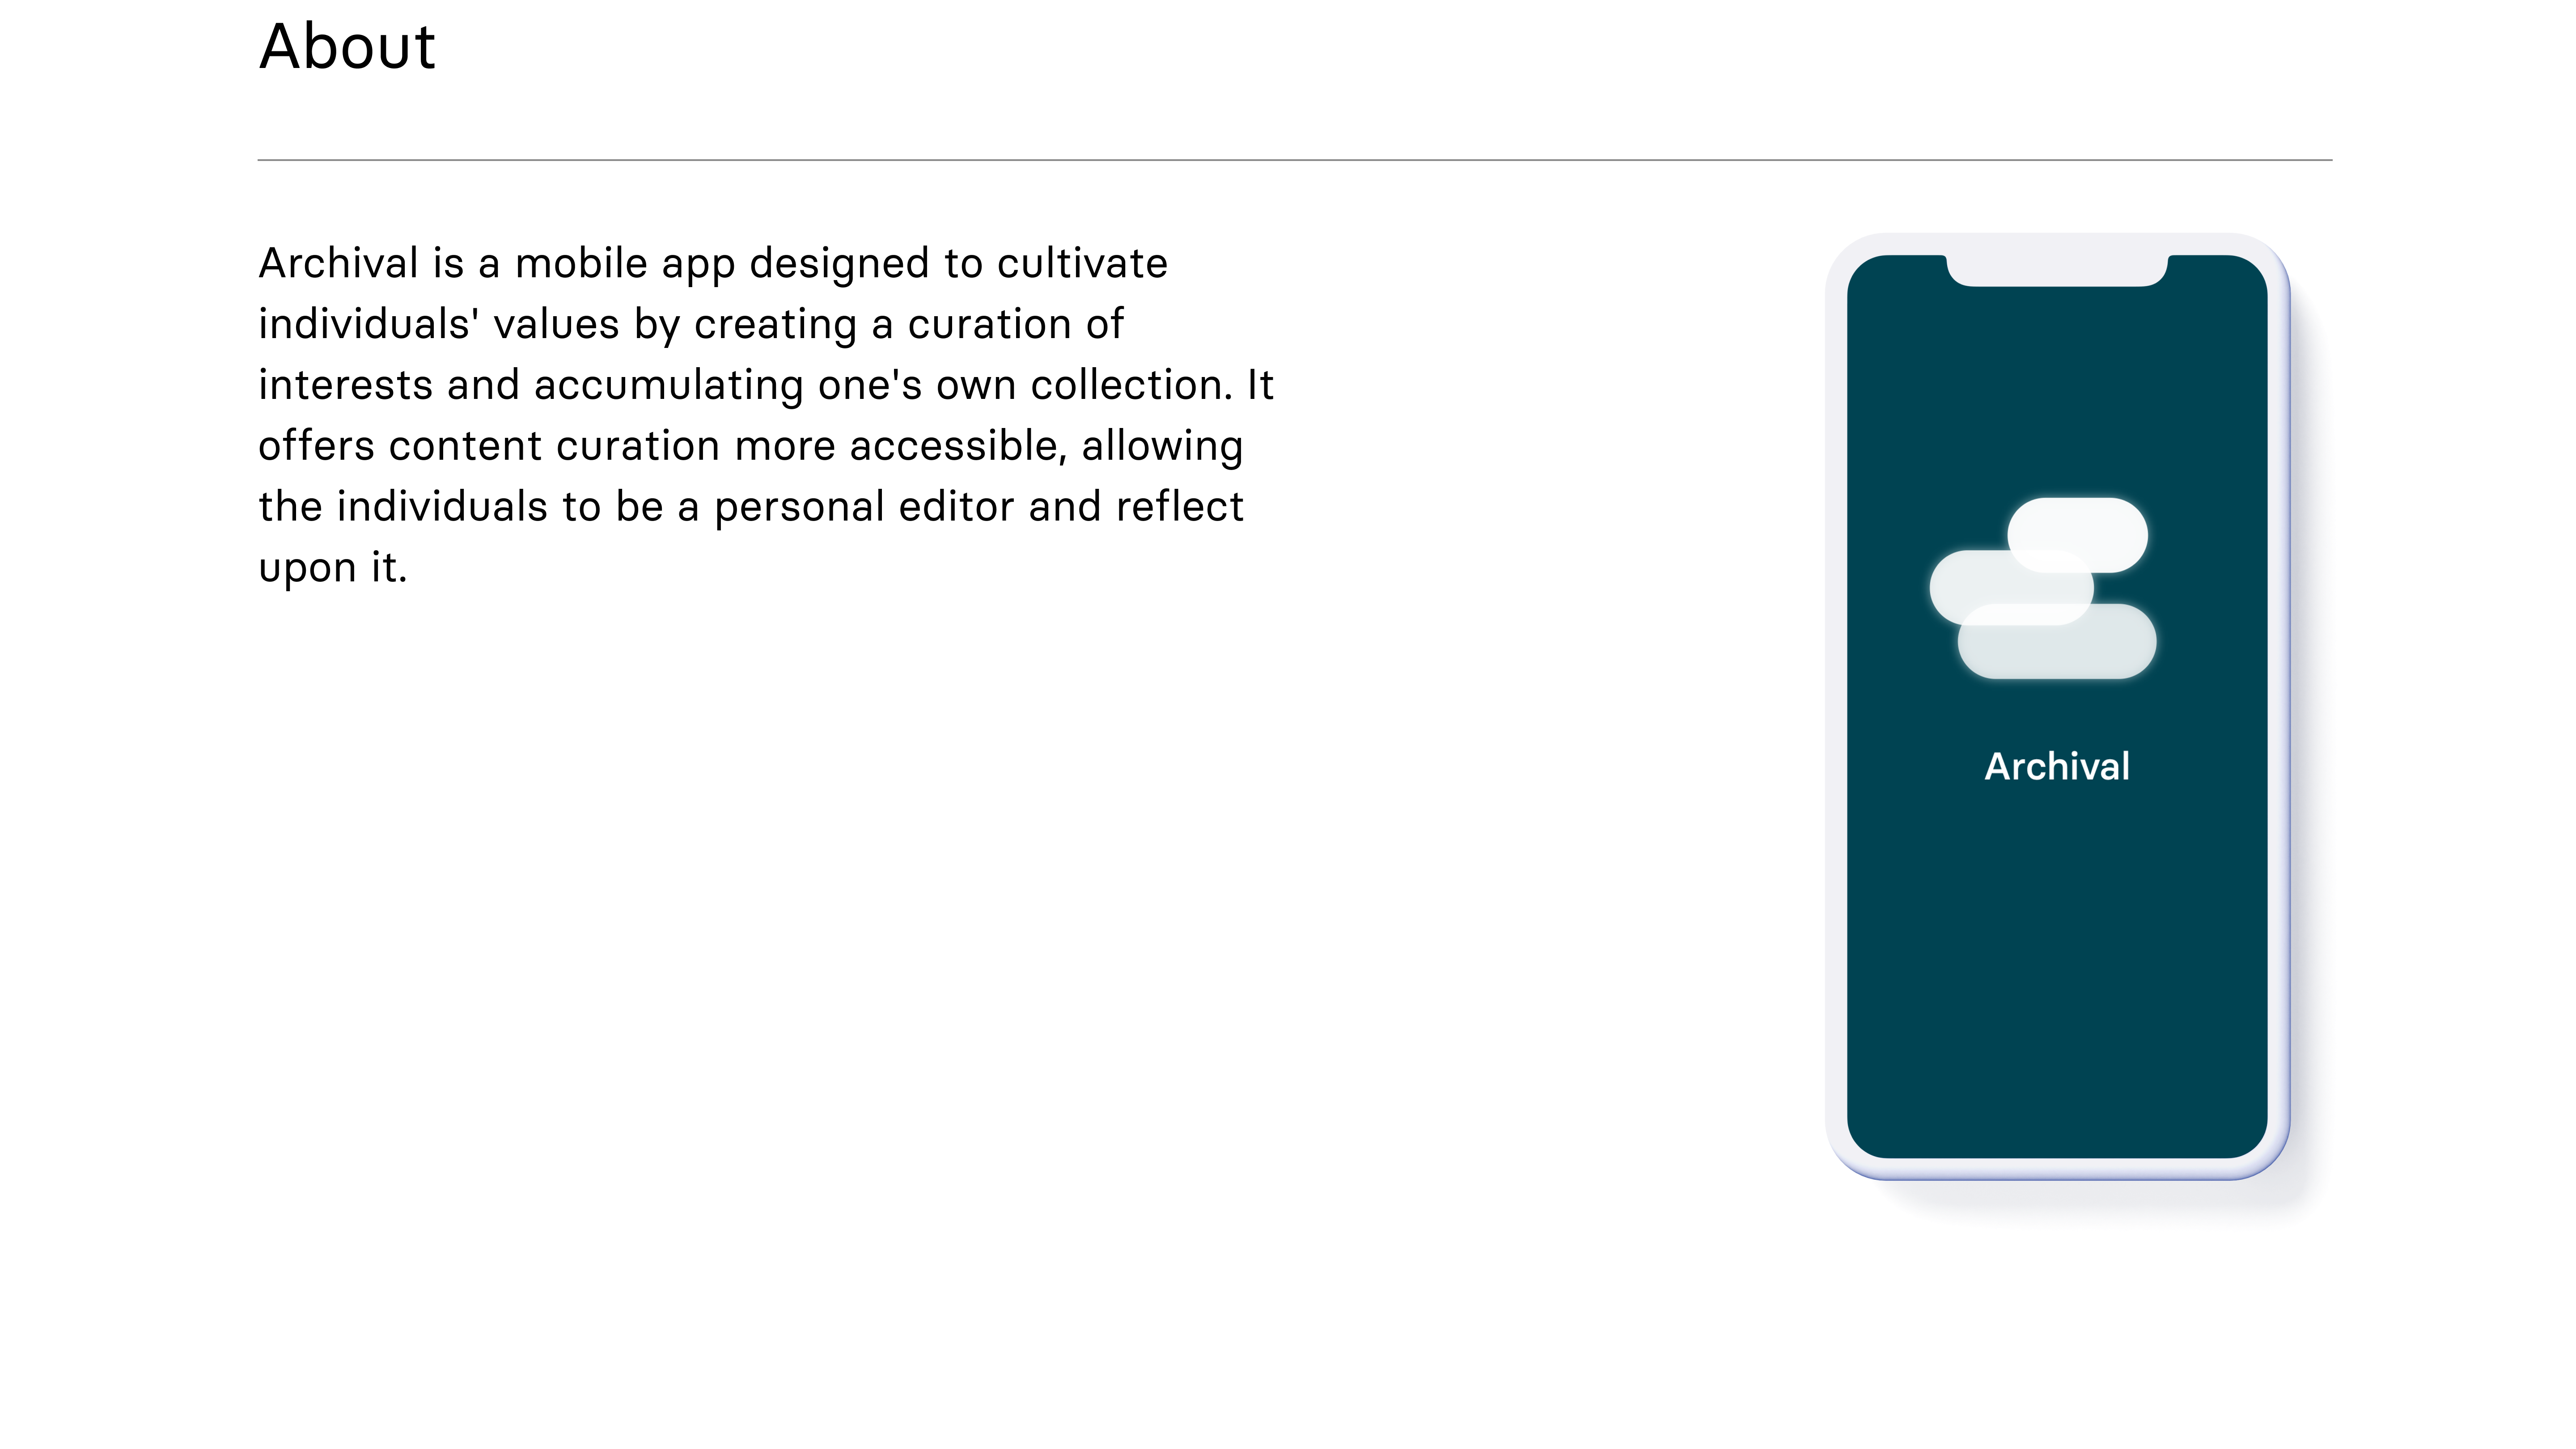 About
Archival is a mobile app designed to cultivate
individuals' values by creating a curation of
interests and accumulating one's own collection. It
offers content curation more accessible, allowing
the individuals to be a personal editor and reflect
upon it.
Archival